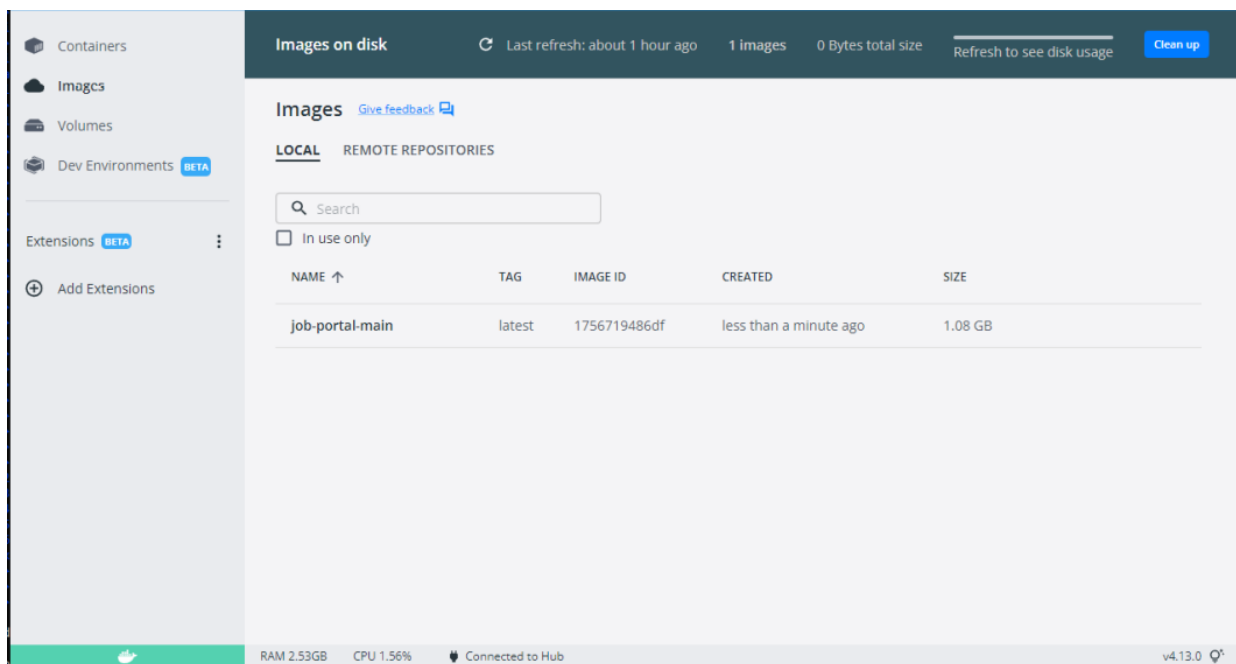 Containers
Images
Volumes
Dev Environments BETA
Extensions BETA
Add Extensions
Images on disk
Last refresh: about 1 hour ago
1 images
0 Bytes total size
Refresh to see disk usage
Clean up
Images Give feedback
LOCAL REMOTE REPOSITORIES
Search
In use only
NAME TAG IMAGE ID CREATED SIZE
job-portal-main latest 1756719486df less than a minute ago 1.08 GB
RAM 2.53GB CPU 1.56% Connected to Hub v4.13.0